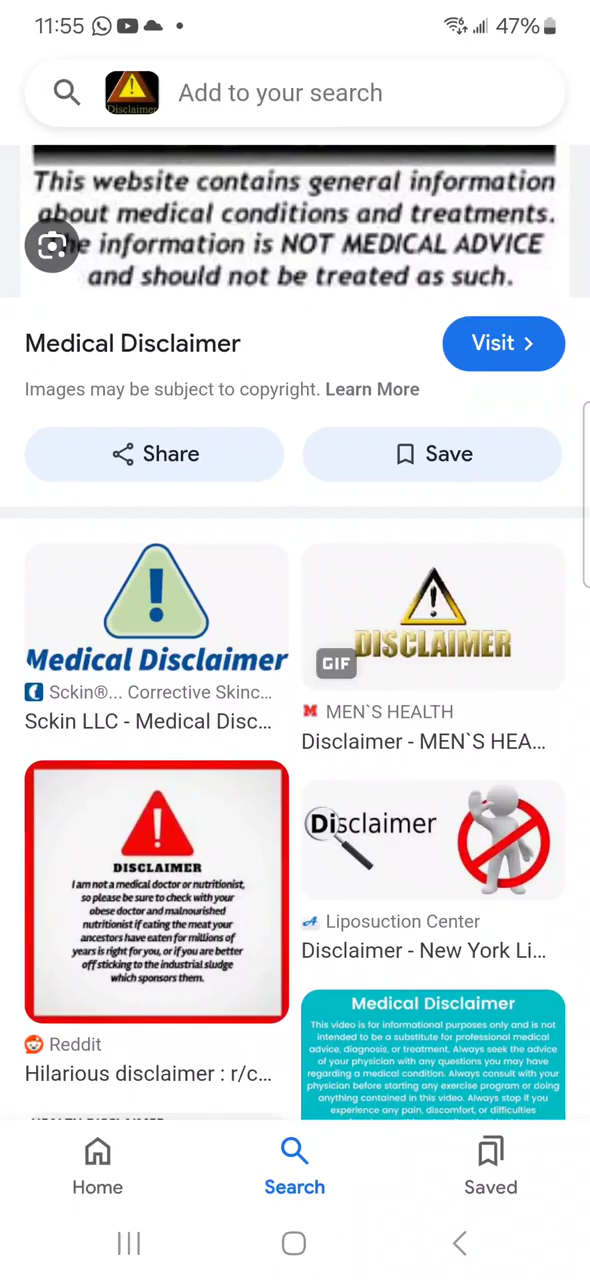 11:55
47%
Disclaimer
Add to your search
This website contains general information
about medical conditions and treatments.
he information is NOT MEDICAL ADVICE
and should not be treated as such.
Medical Disclaimer
Visit
Images may be subject to copyright. Learn More
Share
Save
Medical Disclaimer
Sckin®... Corrective Skinc...
Sckin LLC - Medical Disc...
DISCLAIMER
GIF
MEN`S HEALTH
Disclaimer - MEN`S HEA...
DISCLAIMER
I am not a medical doctor or nutritionist,
so please be sure to check with your
obese doctor and malnourished
nutritionist if eating the meat your
ancestors have eaten for millions of
years is right for you, or if you are better
off sticking to the industrial sludge
which sponsors them.
Reddit
Hilarious disclaimer : r/c...
Disclaimer
Liposuction Center
Disclaimer - New York Li...
Medical Disclaimer
This video is for informational purposes only and is not
intended to be a substitute for professional medical
advice, diagnosis, or treatment. Always seek the advice
of your physician with any questions you may have
regarding a medical condition. Always consult with your
physician before starting any exercise program or doing
anything contained in this video. Always stop if you
experience any pain, discomfort, or difficulties
Home
Search
Saved